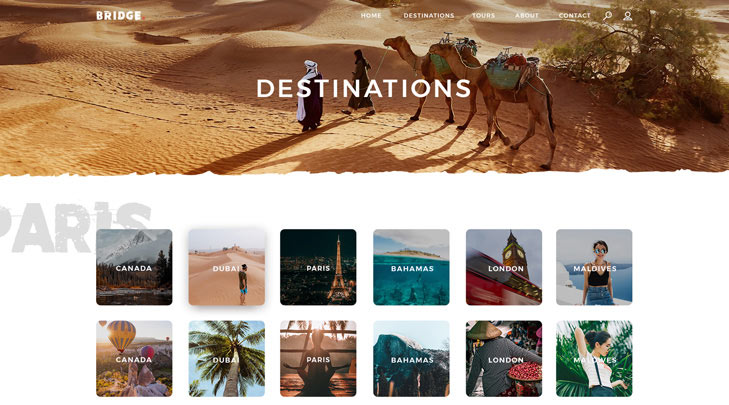 BRIDGE.
HOME DESTINATIONS TOURS ABOUT CONTACT
DESTINATIONS
PARIS
CANADA DUBAI PARIS BAHAMAS LONDON MALDIVES
CANADA DUBAI PARIS BAHAMAS LONDON MALDIVES